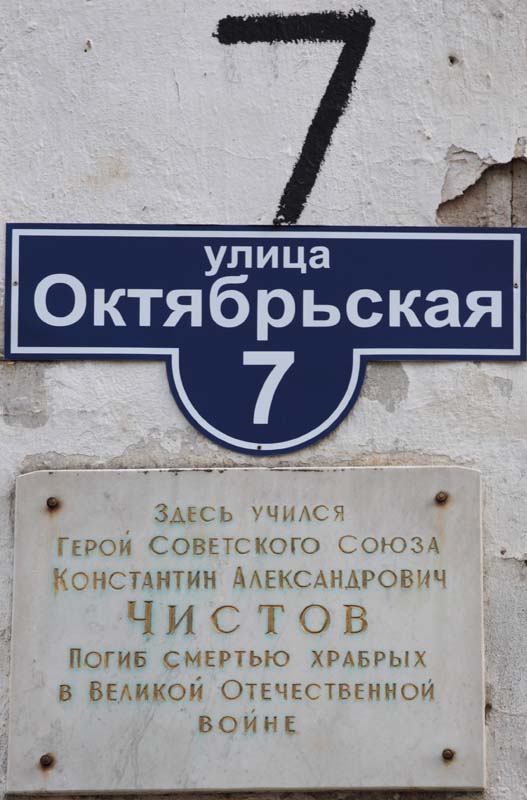 7
улица
Октябрьская
7
Здесь учился
Герой Советского Союза
Константин Александрович
Чистов
Погиб смертью храбрых
в Великой Отечественной
войне